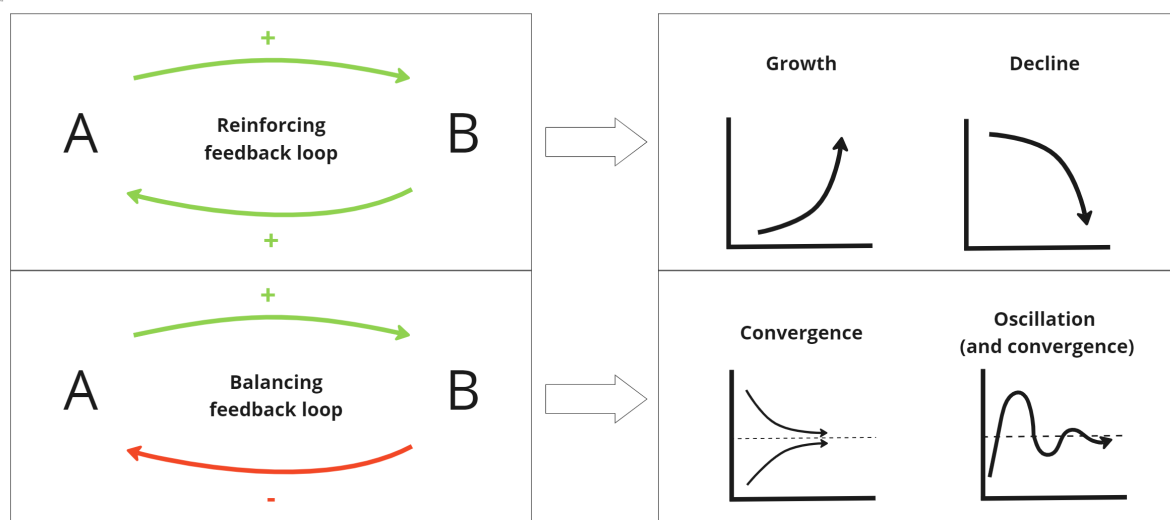 +
A
Reinforcing
feedback loop
B
+
Growth
Decline
+
A
Balancing
feedback loop
B
-
Convergence
Oscillation
(and convergence)